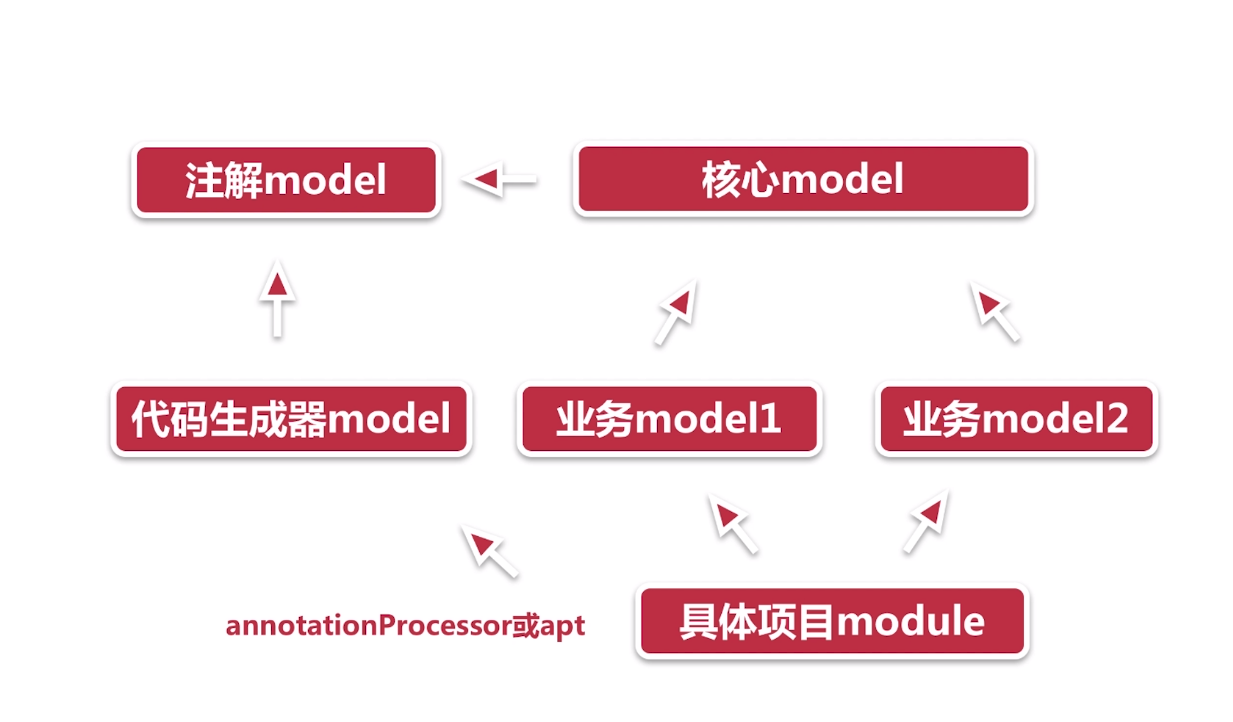 注解model
核心model
代码生成器model
业务model1
业务model2
annotationProcessor或apt
具体项目module